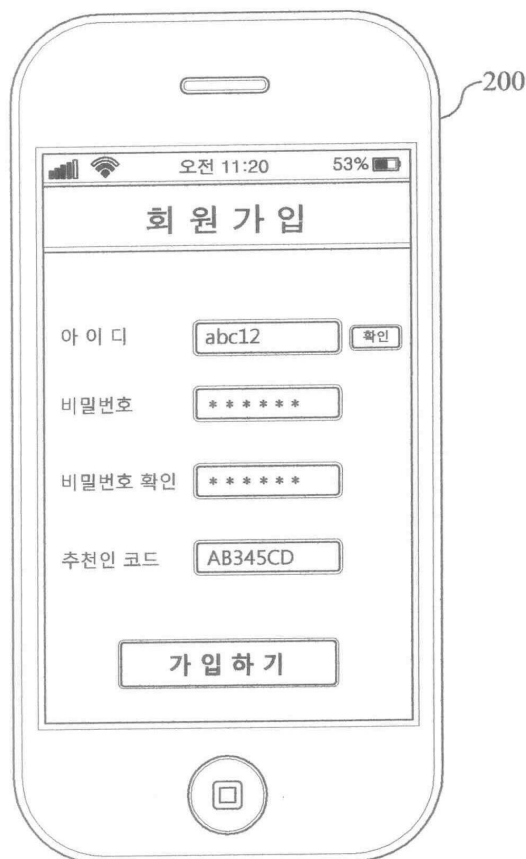 200
오전 11:20 53%
회 원 가 입
아 이 디 abc12 확인
비밀번호 * * * * * *
비밀번호 확인 * * * * * *
추천인 코드 AB345CD
가 입 하 기